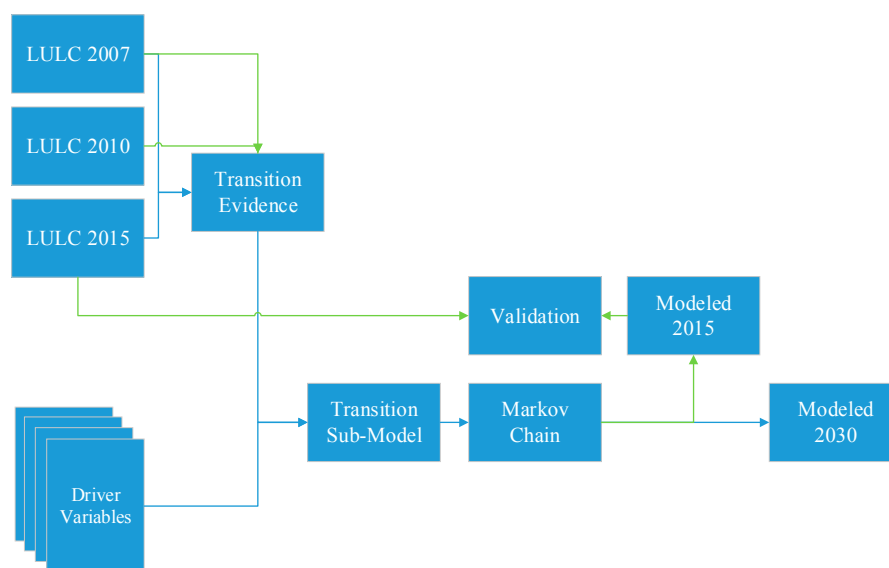 LULC 2007
LULC 2010
LULC 2015
Transition
Evidence
Validation
Modeled
2015
Transition
Sub-Model
Markov
Chain
Modeled
2030
Driver
Variables